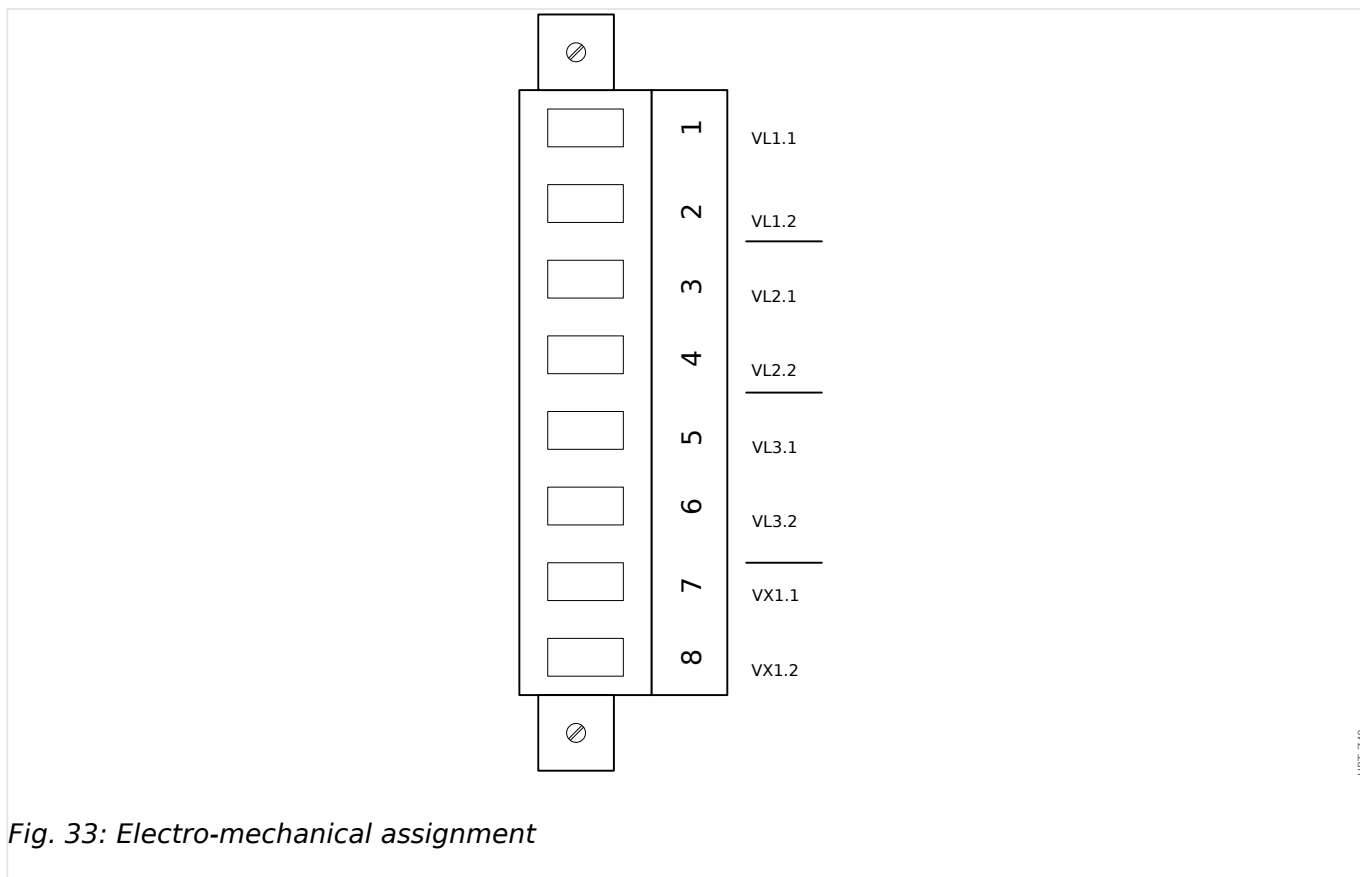 1 VL1.1
2 VL1.2
3 VL2.1
4 VL2.2
5 VL3.1
6 VL3.2
7 VX1.1
8 VX1.2
Fig. 33: Electro-mechanical assignment